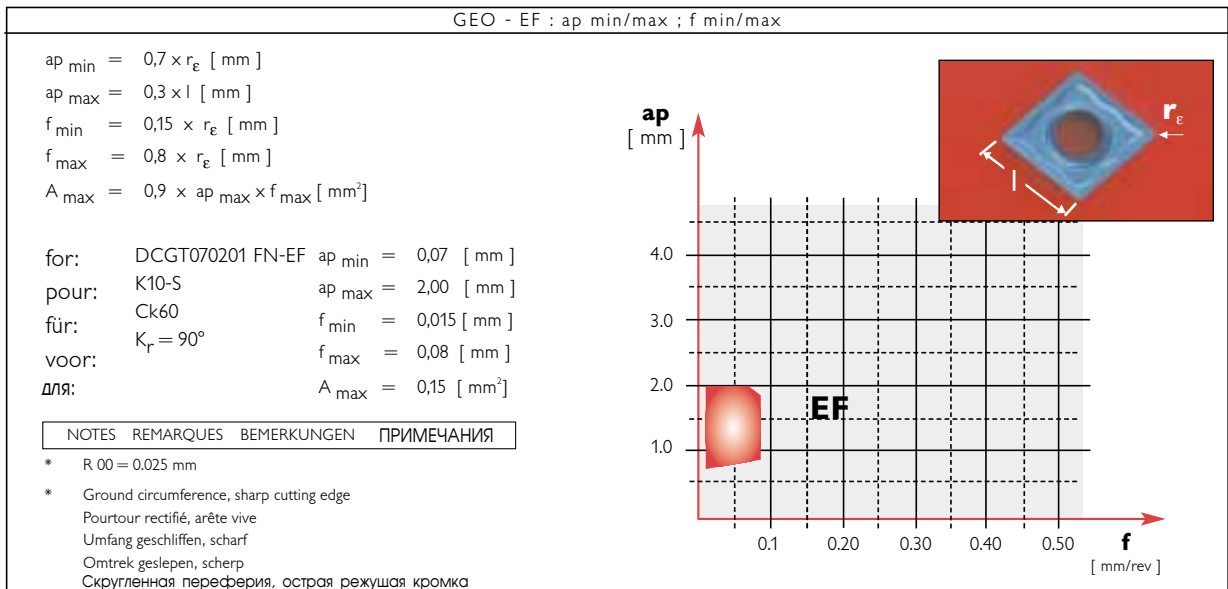 GEO - EF : ap min/max ; f min/max
ap min = 0,7 x rε [ mm ]
ap max = 0,3 x l [ mm ]
f min = 0,15 x rε [ mm ]
f max = 0,8 x rε [ mm ]
A max = 0,9 x ap max x f max [ mm²]
for:
pour:
für:
voor:
для:
DCGT070201 FN-EF
K10-S
Ck60
Kr = 90°
ap min = 0,07 [ mm ]
ap max = 2,00 [ mm ]
f min = 0,015 [ mm ]
f max = 0,08 [ mm ]
A max = 0,15 [ mm²]
NOTES REMARQUES BEMERKUNGEN ПРИМЕЧАНИЯ
* R 00 = 0.025 mm
* Ground circumference, sharp cutting edge
Pourtour rectifié, arête vive
Umfang geschliffen, scharf
Omtrek geslepen, scherp
Скругленная переферия, острая режушая кромка
ap
[ mm ]
4.0
3.0
2.0
1.0
EF
0.1 0.20 0.30 0.40 0.50 f
[ mm/rev ]
rε
l